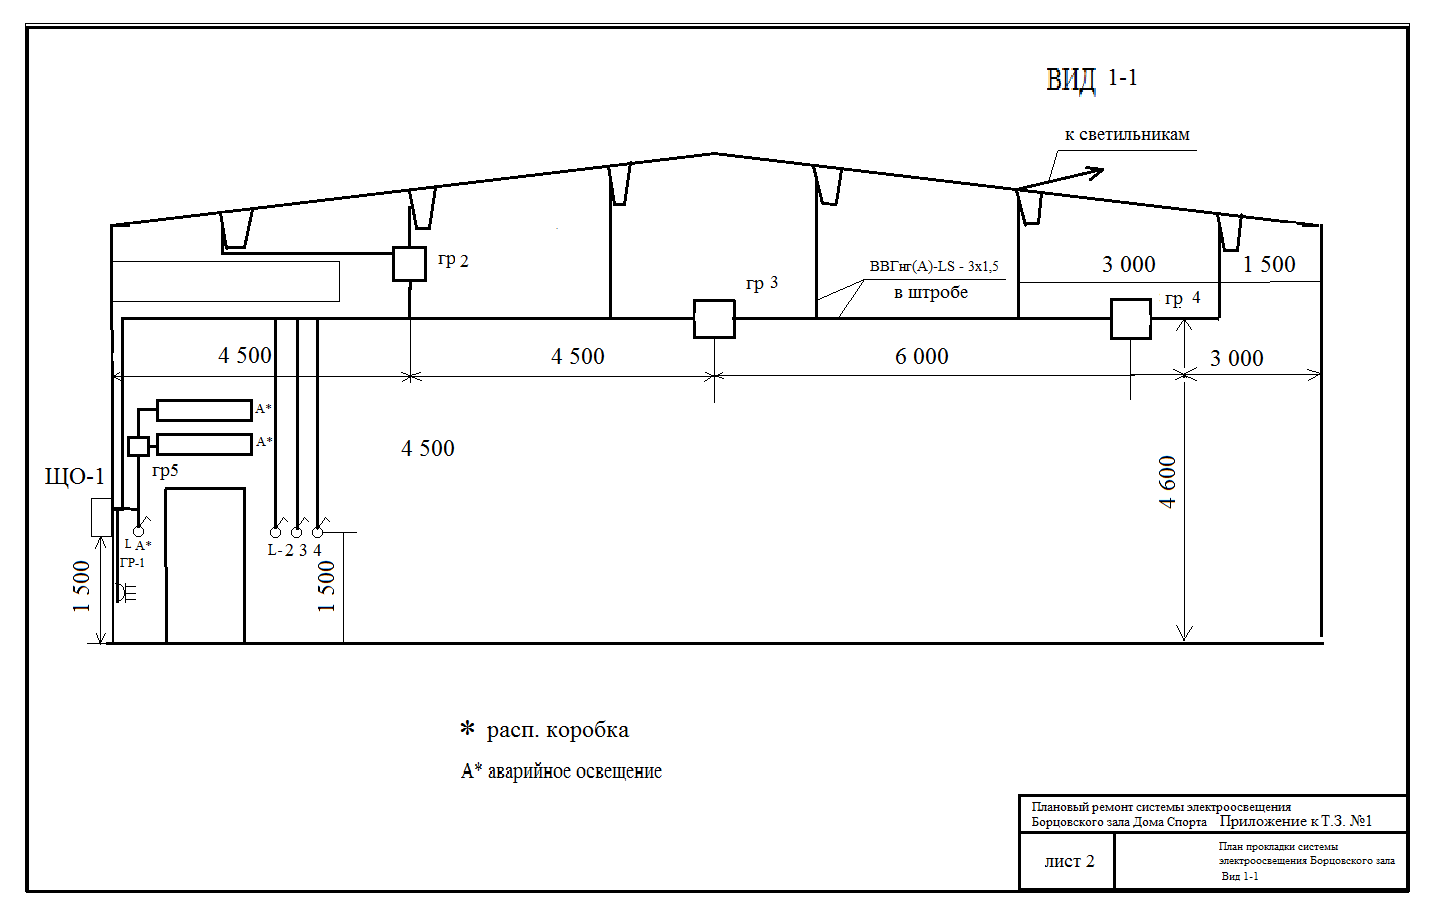 ВИД 1-1
к светильникам
гр 2
ВВГнг(А)-LS - 3х1,5
в штробе
3 000
1 500
гр 3
гр. 4
4 500
4 500
6 000
3 000
А*
А*
4 500
гр5
ЩО-1
4 600
L А*
ГР-1
L- 2 3 4
1 500
1 500
* расп. коробка
А* аварийное освещение
Плановый ремонт системы электроосвещения
Борцовского зала Дома Спорта Приложение к Т.З. №1
лист 2
План прокладки системы
электроосвещения Борцовского зала
Вид 1-1